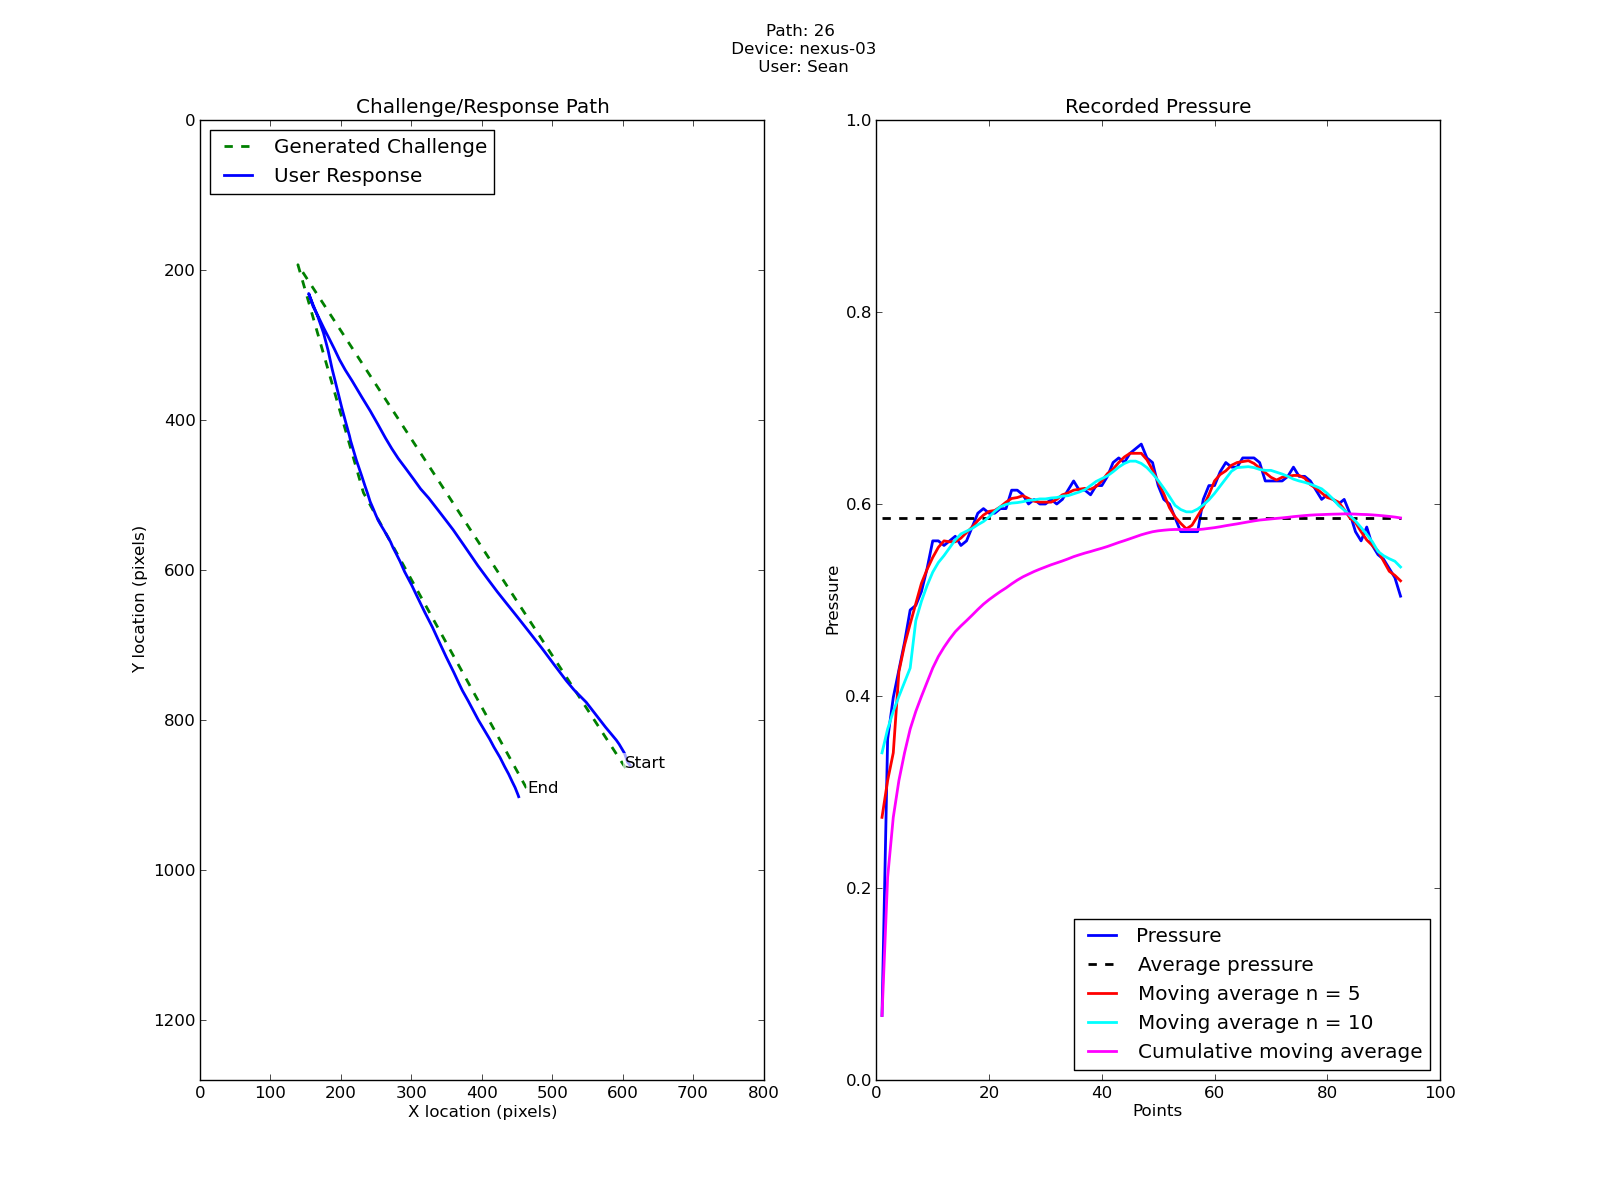 Path: 26
Device: nexus-03
User: Sean
Challenge/Response Path
Generated Challenge
User Response
0
200
400
600
800
1000
1200
Y location (pixels)
Start
End
0 100 200 300 400 500 600 700 800
X location (pixels)
Recorded Pressure
1.0
0.8
0.6
0.4
0.2
0.0
Pressure
Pressure
Average pressure
Moving average n = 5
Moving average n = 10
Cumulative moving average
0 20 40 60 80 100
Points